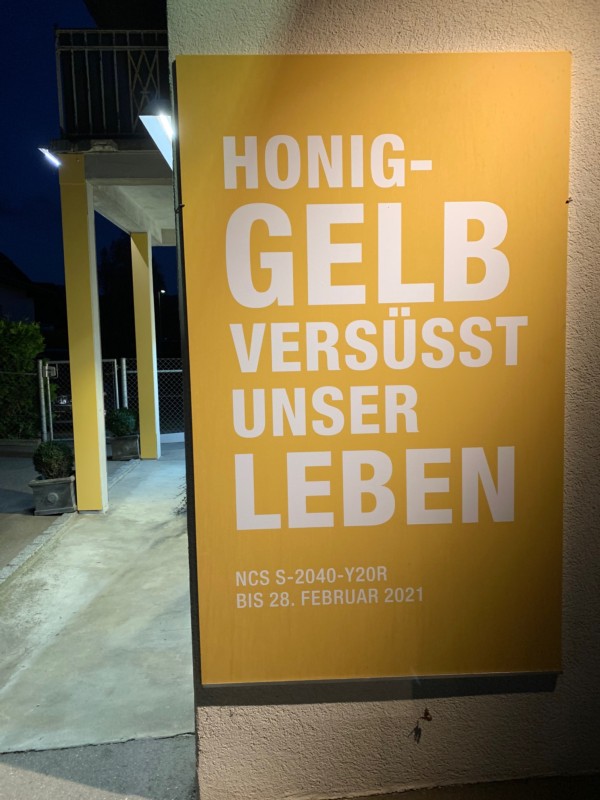 HONIG-
GELB
VERSÜSST
UNSER
LEBEN
NCS S-2040-Y20R
BIS 28. FEBRUAR 2021